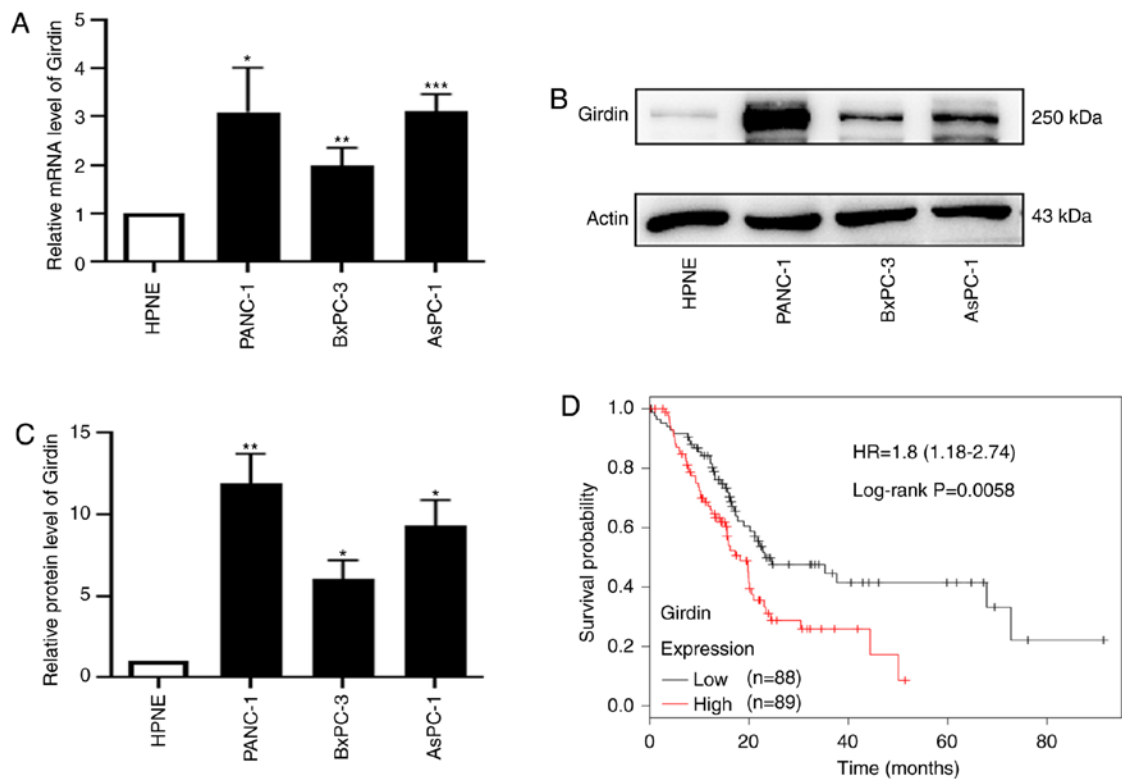 A
Relative mRNA level of Girdin
5
4
3
2
1
0
*
**
***
HPNE
PANC-1
BxPC-3
AsPC-1
B
Girdin
250 kDa
Actin
43 kDa
HPNE
PANC-1
BxPC-3
AsPC-1
C
Relative protein level of Girdin
15
10
5
0
**
*
*
HPNE
PANC-1
BxPC-3
AsPC-1
D
Survival probability
1.0
0.8
0.6
0.4
0.2
0.0
HR=1.8 (1.18-2.74)
Log-rank P=0.0058
Girdin
Expression
Low (n=88)
High (n=89)
0 20 40 60 80
Time (months)